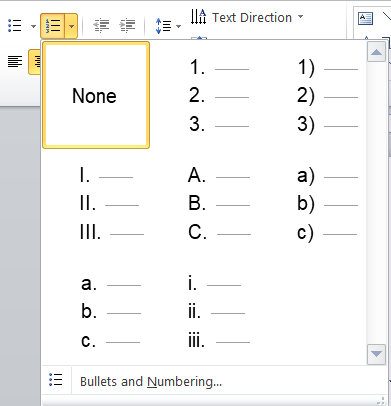 Text Direction
None
1.
2.
3.
1)
2)
3)
I.
II.
III.
A.
B.
C.
a)
b)
c)
a.
b.
c.
i.
ii.
iii.
Bullets and Numbering...